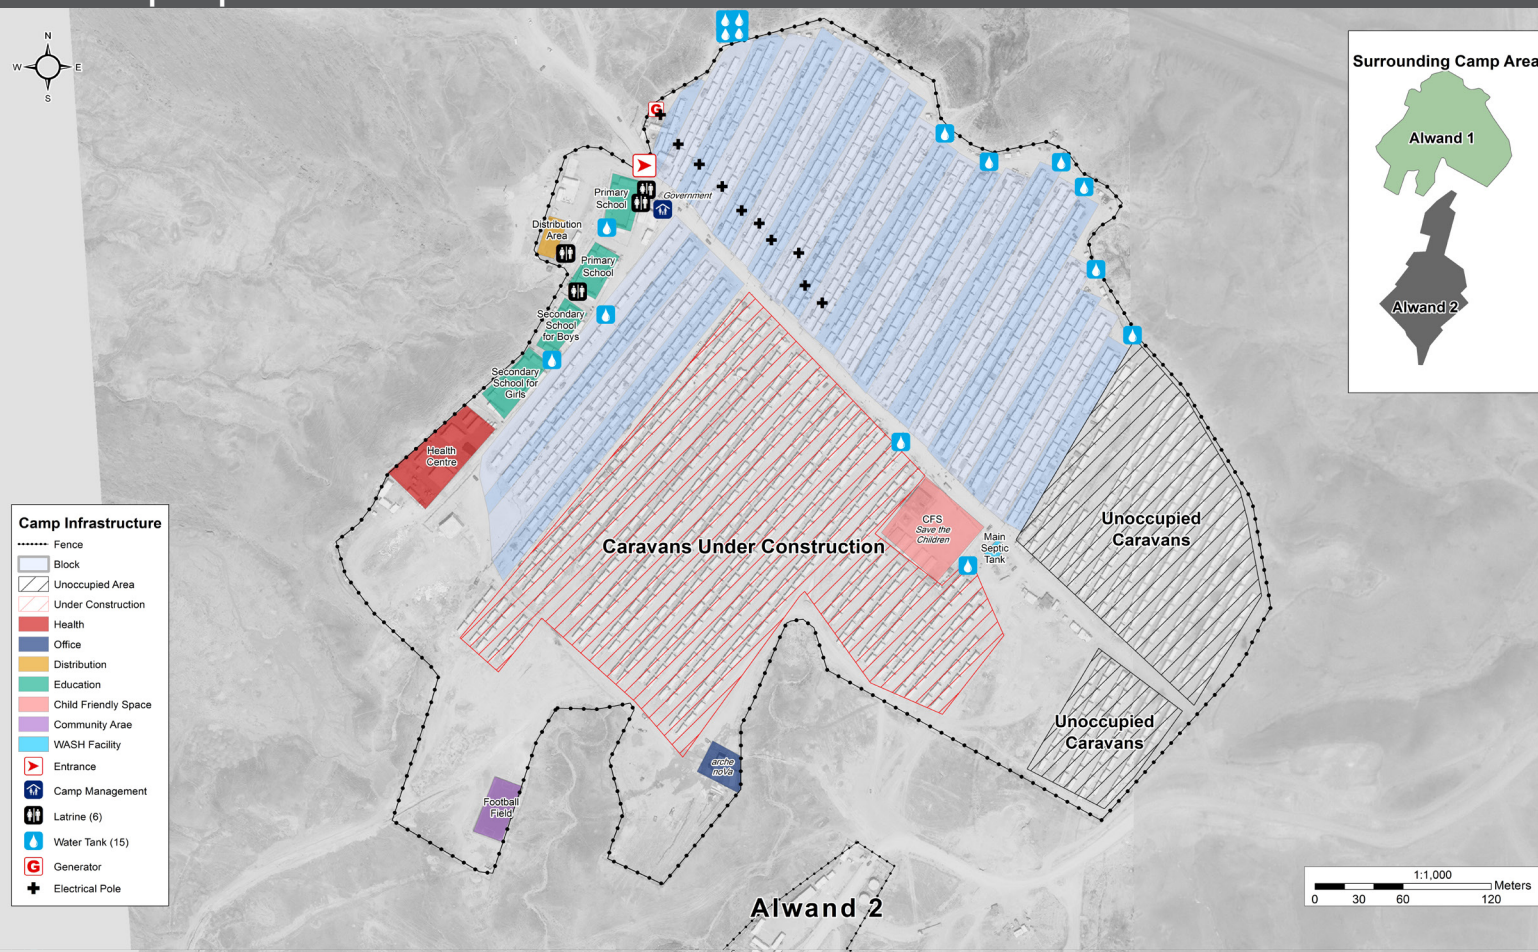 N
W
E
S
Surrounding Camp Area
Alwand 1
Alwand 2
G
Government
Primary
School
Distribution
Area
Primary
School
Secondary
School
for Boys
Secondary
School for
Girls
Health
Centre
CFS
Save the
Children
Main
Septic
Tank
Caravans Under Construction
Unoccupied
Caravans
Unoccupied
Caravans
arche
noVa
Football
Field
Alwand 2
Camp Infrastructure
Fence
Block
Unoccupied Area
Under Construction
Health
Office
Distribution
Education
Child Friendly Space
Community Arae
WASH Facility
Entrance
Camp Management
Latrine (6)
Water Tank (15)
G Generator
Electrical Pole
1:1,000
Meters
0 30 60 120